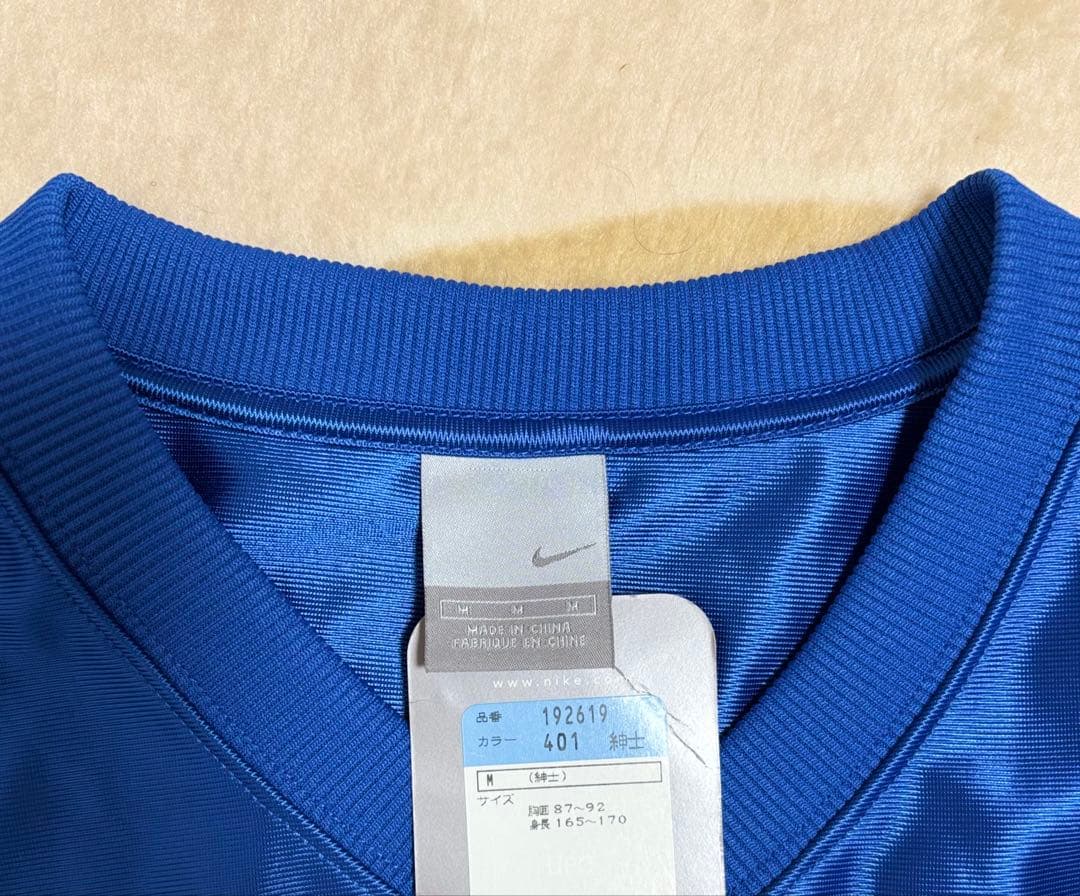 M M M
MADE IN CHINA
FABRIQUE EN CHINE
www.nike.com
品番 192619
カラー 401 紳士
M (紳士)
サイズ
胸囲 87~92
身長 165~170